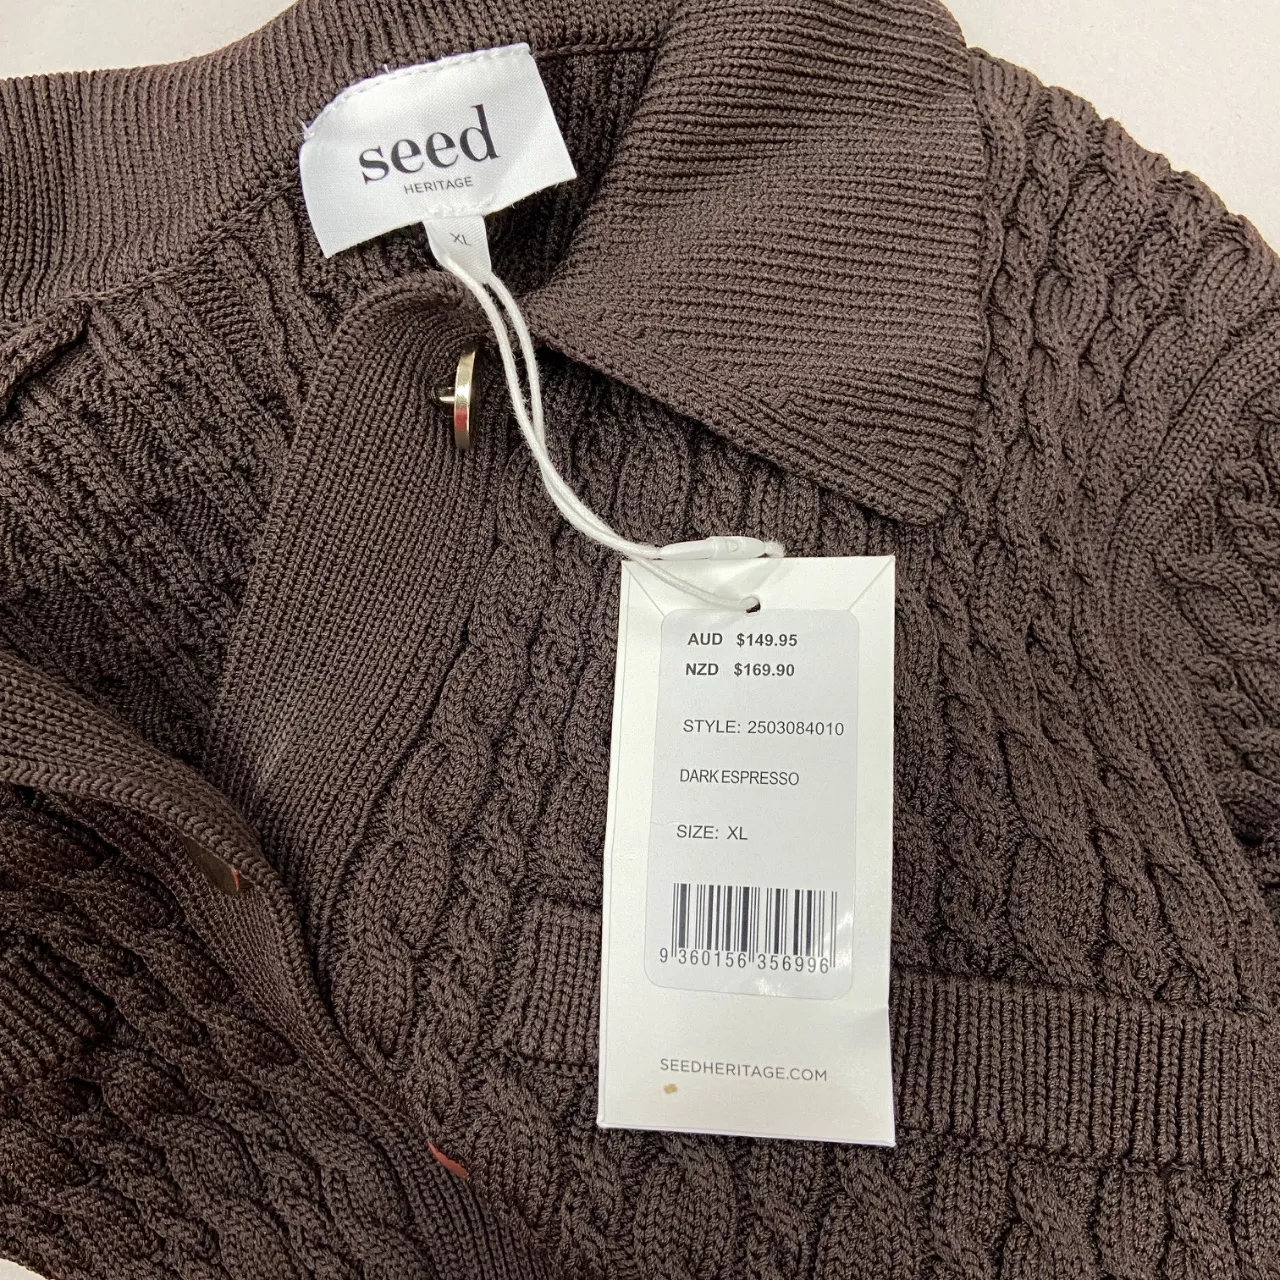 seed
HERITAGE
XL
AUD $149.95
NZD $169.90
STYLE: 2503084010
DARK ESPRESSO
SIZE: XL
9 360156 356996
SEEDHERITAGE.COM